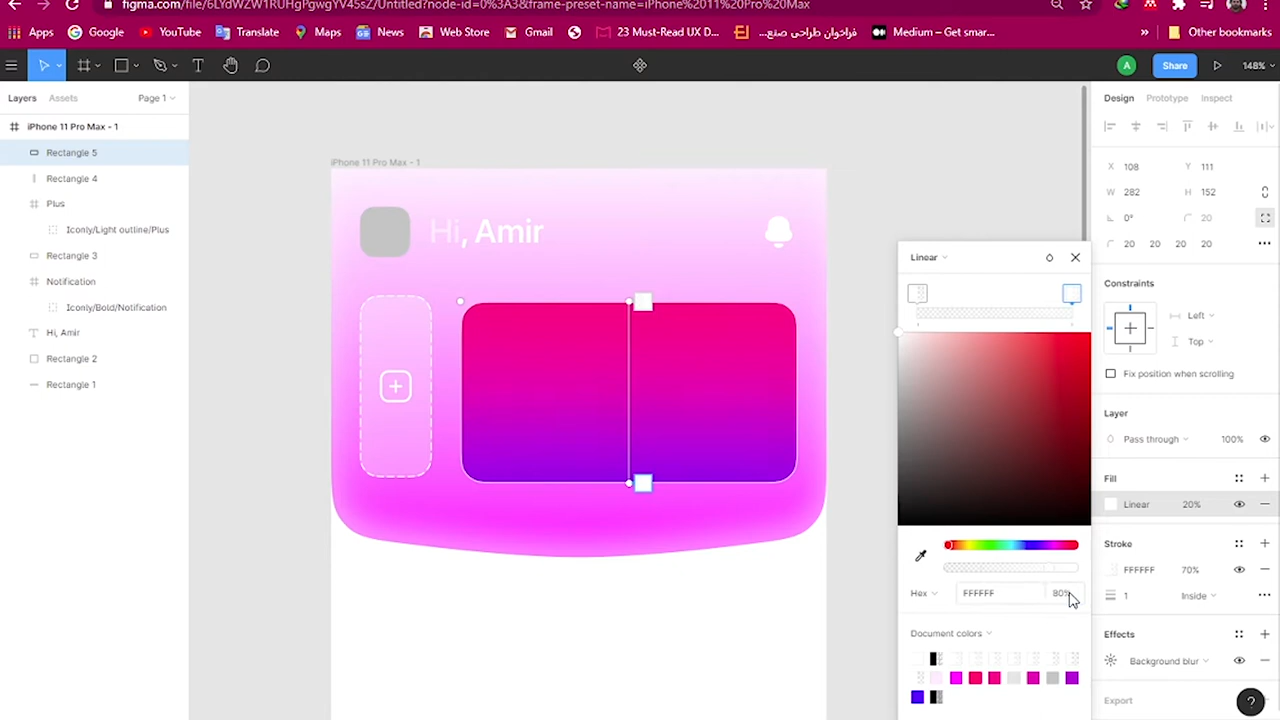 figma.com/file/6LYdWZW1RUHgPgwgYV45sZ/Untitled?node-id=0%3A3&frame-preset-name=iPhone%2011%20Pro%20Max
Apps Google YouTube Translate Maps News Web Store Gmail 23 Must-Read UX D... فراخوان طراحی صنع... Medium – Get smar... » Other bookmarks
A Share 148%
Layers Assets Page 1
Design Prototype Inspect
iPhone 11 Pro Max - 1
Rectangle 5
Rectangle 4
Plus
Iconly/Light outline/Plus
Rectangle 3
Notification
Iconly/Bold/Notification
Hi, Amir
Rectangle 2
Rectangle 1
iPhone 11 Pro Max - 1
Hi, Amir
Linear
Hex FFFFFF 80%
Document colors
X 108 Y 111
W 282 H 152
0° 20
20 20 20 20
Constraints
Left
Top
Fix position when scrolling
Layer
Pass through 100%
Fill
Linear 20%
Stroke
FFFFFF 70%
1 Inside
Effects
Background blur
Export
?